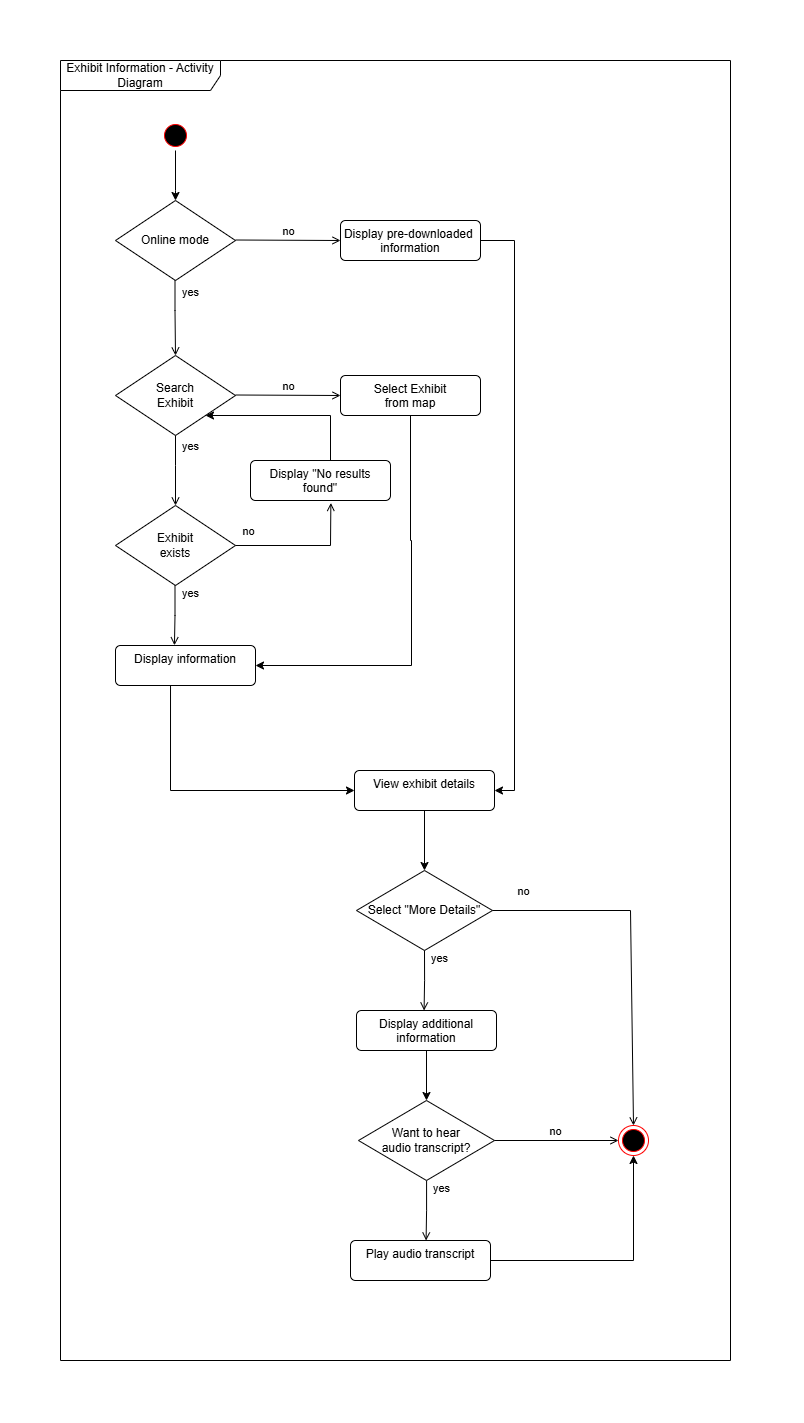 Exhibit Information - Activity
Diagram
Online mode
no
Display pre-downloaded
information
yes
Search
Exhibit
no
Select Exhibit
from map
yes
Display "No results
found"
Exhibit
exists
no
yes
Display information
View exhibit details
Select "More Details"
no
yes
Display additional
information
Want to hear
audio transcript?
no
yes
Play audio transcript